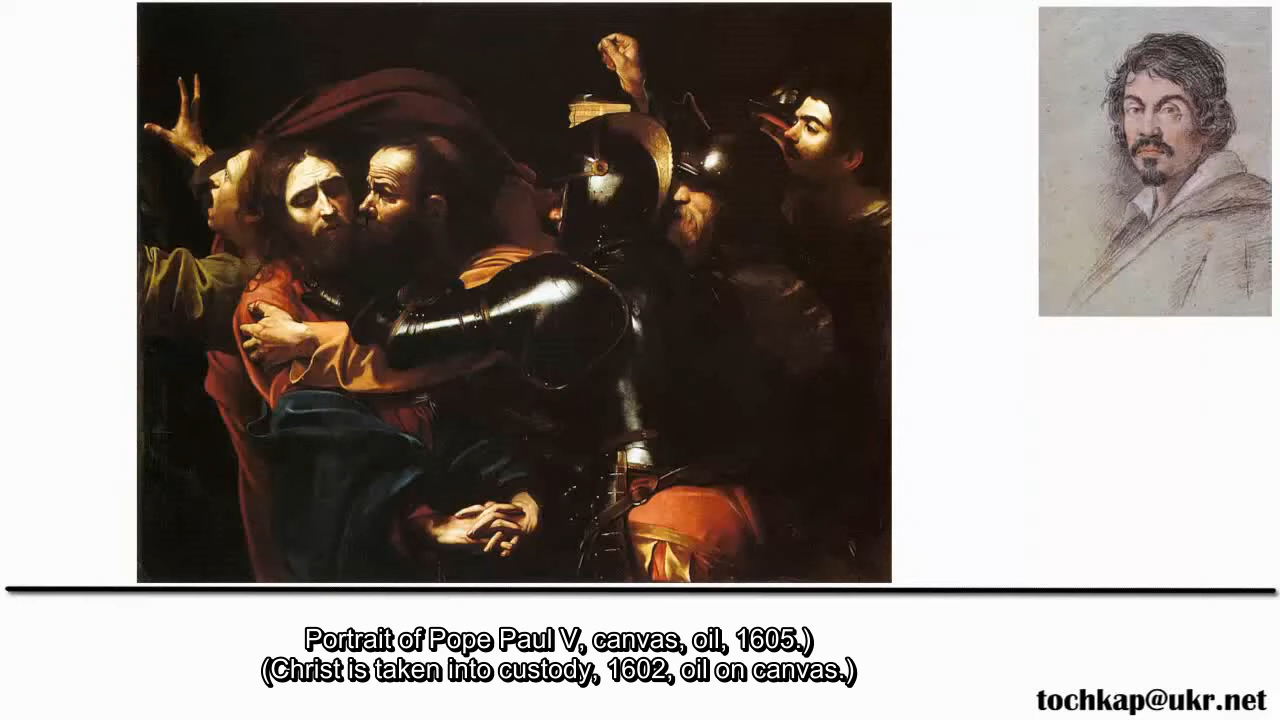 Portrait of Pope Paul V, canvas, oil, 1605.)
(Christ is taken into custody, 1602, oil on canvas.)
tochkap@ukr.net